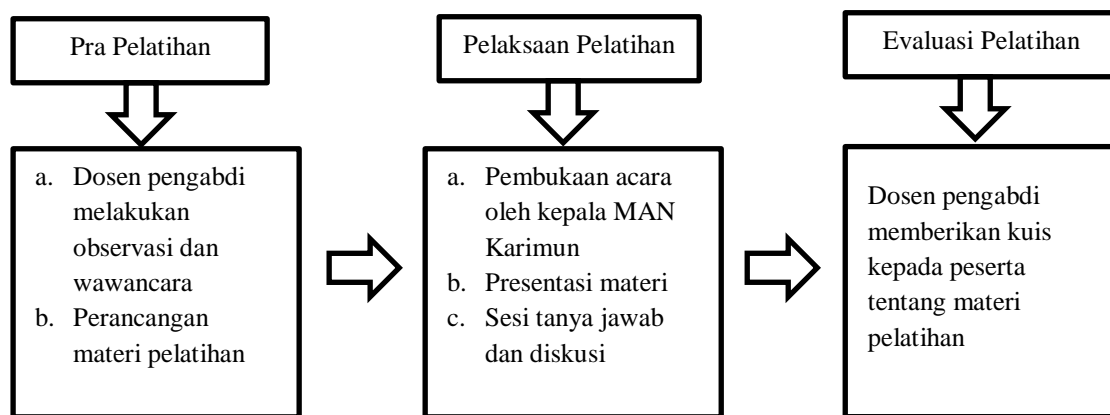 Pra Pelatihan
Pelaksaan Pelatihan
Evaluasi Pelatihan
a. Dosen pengabdi
melakukan
observasi dan
wawancara
b. Perancangan
materi pelatihan
a. Pembukaan acara
oleh kepala MAN
Karimun
b. Presentasi materi
c. Sesi tanya jawab
dan diskusi
Dosen pengabdi
memberikan kuis
kepada peserta
tentang materi
pelatihan